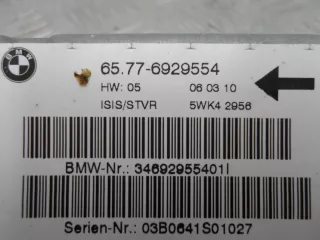 BMW
65.77-6929554
HW: 05 06 03 10
ISIS/STVR 5WK4 2956
BMW-Nr.: 34692955401I
Serien-Nr.: 03B0641S01027